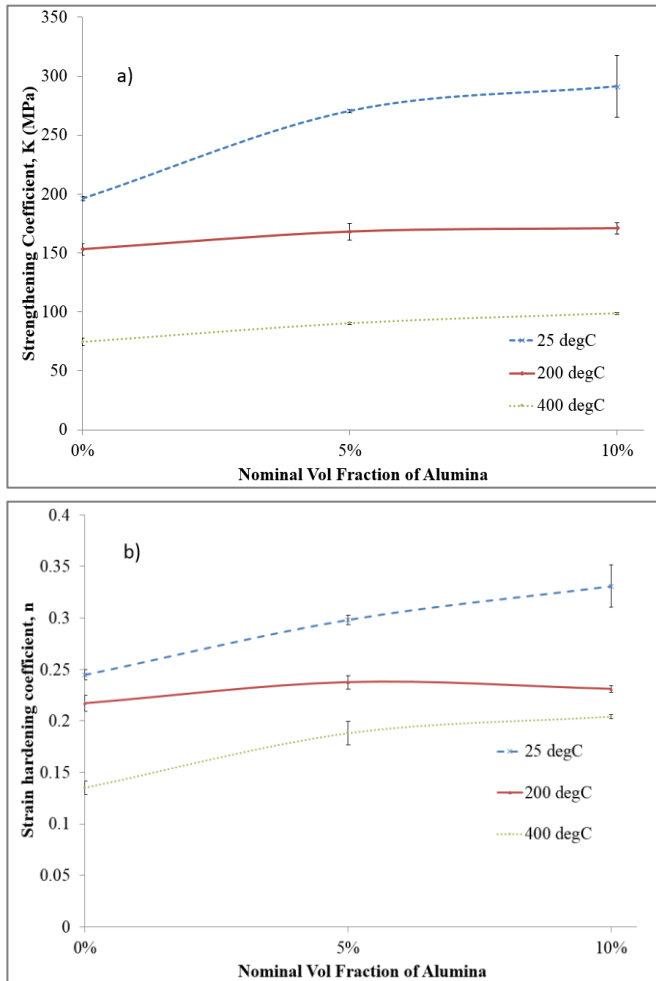 a)
Strengthening Coefficient, K (MPa)
350
300
250
200
150
100
50
0
25 degC
200 degC
400 degC
0%
5%
10%
Nominal Vol Fraction of Alumina
b)
Strain hardening coefficient, n
0.4
0.35
0.3
0.25
0.2
0.15
0.1
0.05
0
25 degC
200 degC
400 degC
0%
5%
10%
Nominal Vol Fraction of Alumina